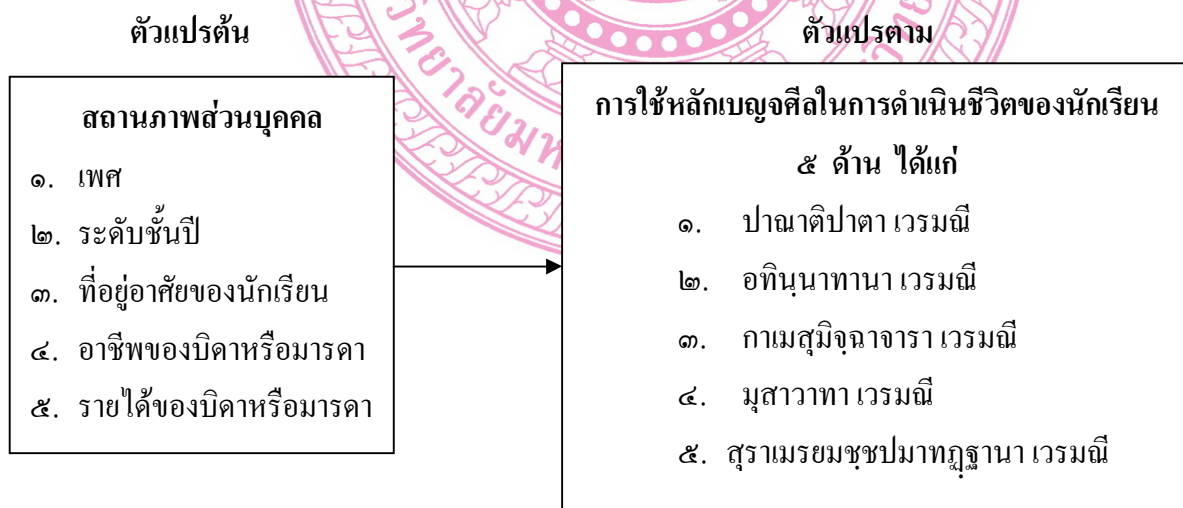 ตัวแปรต้น
ตัวแปรตาม
สถานภาพส่วนบุคคล
๑. เพศ
๒. ระดับชั้นปี
๓. ที่อยู่อาศัยของนักเรียน
๔. อาชีพของบิดาหรือมารดา
๕. รายได้ของบิดาหรือมารดา
การใช้หลักเบญจศีลในการดำเนินชีวิตของนักเรียน
๕ ด้าน ได้แก่
๑. ปาณาติปาตา เวรมณี
๒. อทินฺนาทานา เวรมณี
๓. กาเมสุมิจฺฉาจารา เวรมณี
๔. มุสาวาทา เวรมณี
๕. สุราเมรยมชฺชปมาทฏฺฐานา เวรมณี